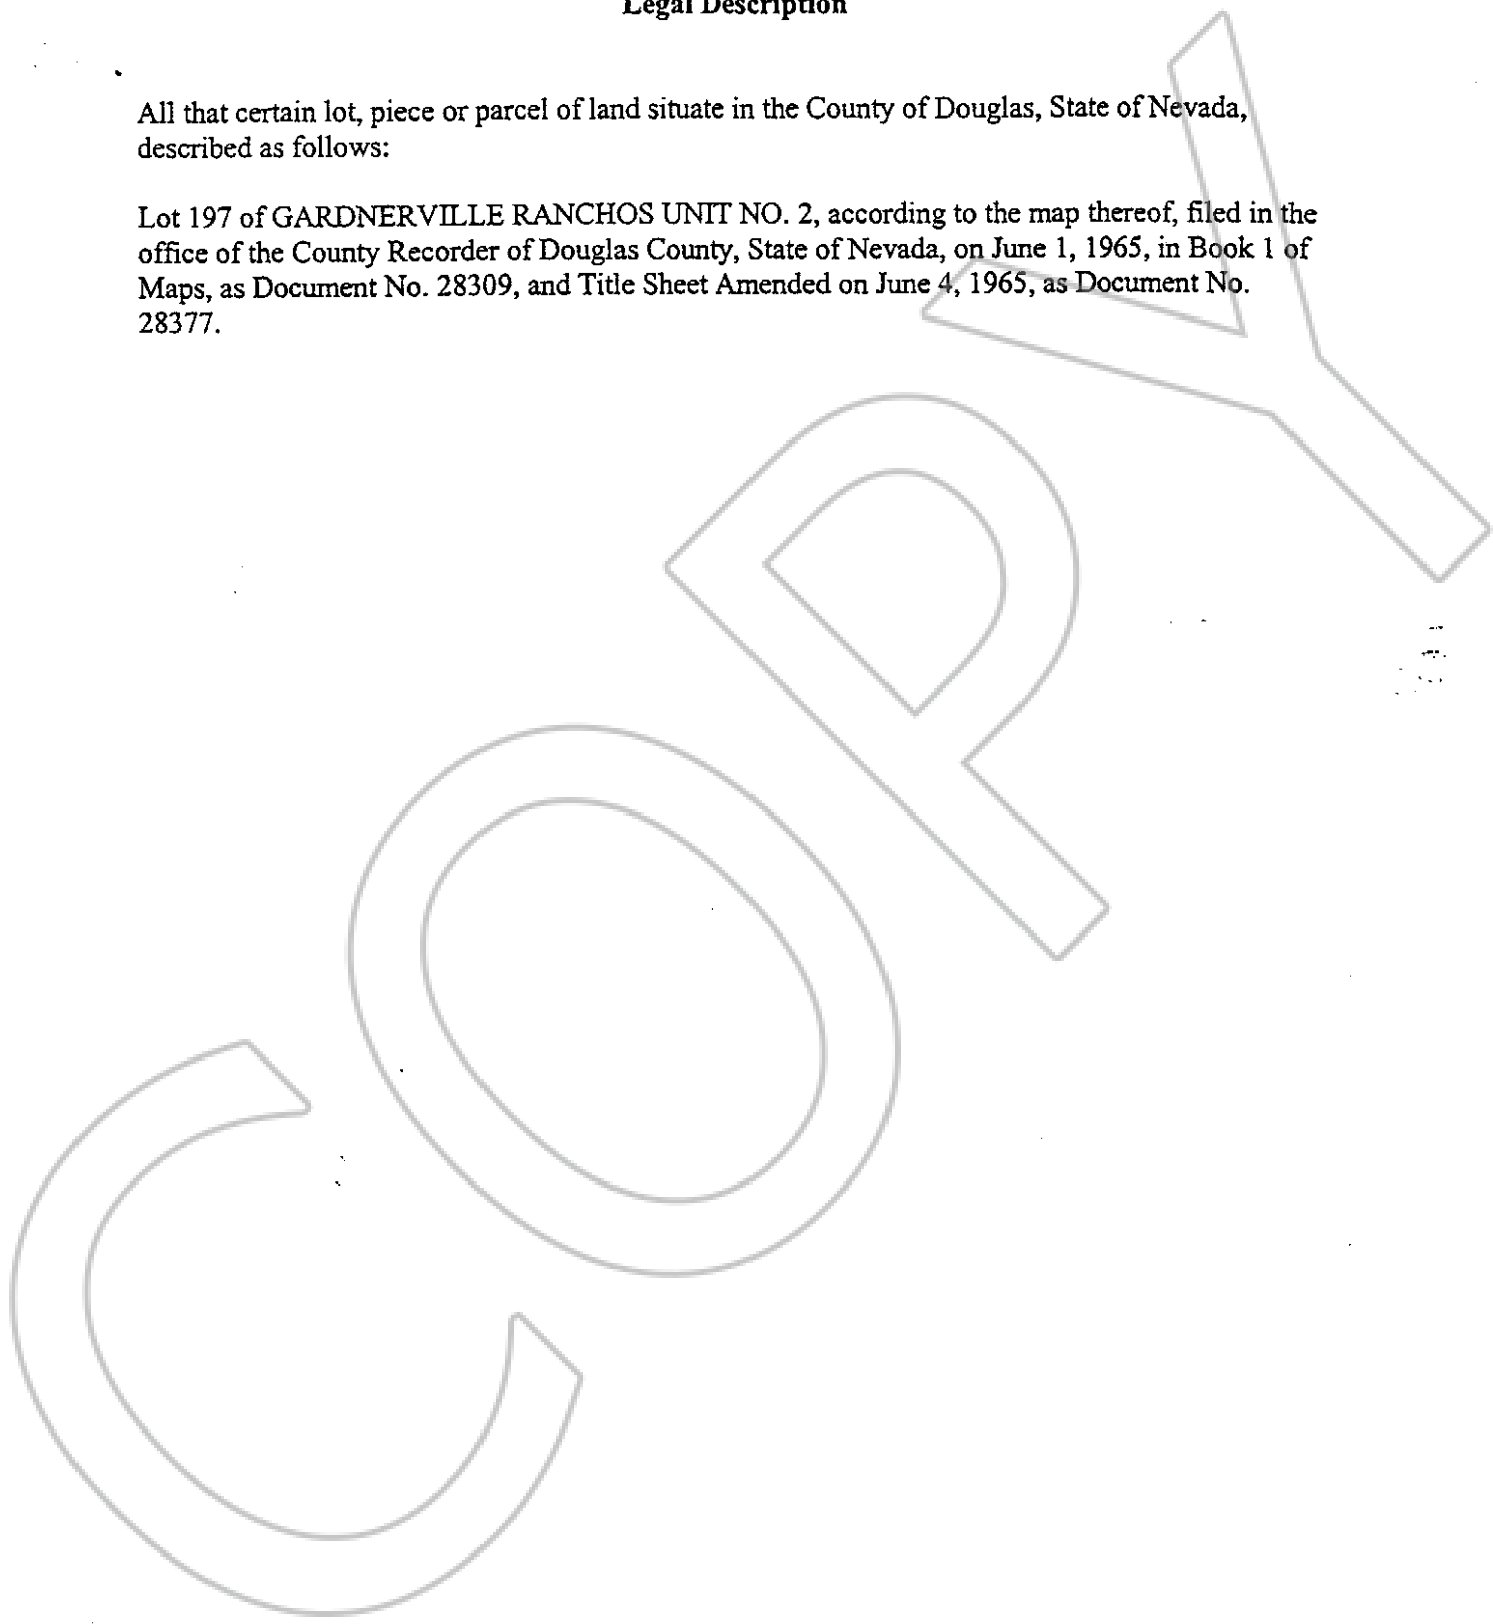 Legal Description
All that certain lot, piece or parcel of land situate in the County of Douglas, State of Nevada,
described as follows:
Lot 197 of GARDNERVILLE RANCHOS UNIT NO. 2, according to the map thereof, filed in the
office of the County Recorder of Douglas County, State of Nevada, on June 1, 1965, in Book 1 of
Maps, as Document No. 28309, and Title Sheet Amended on June 4, 1965, as Document No.
28377.
COPY